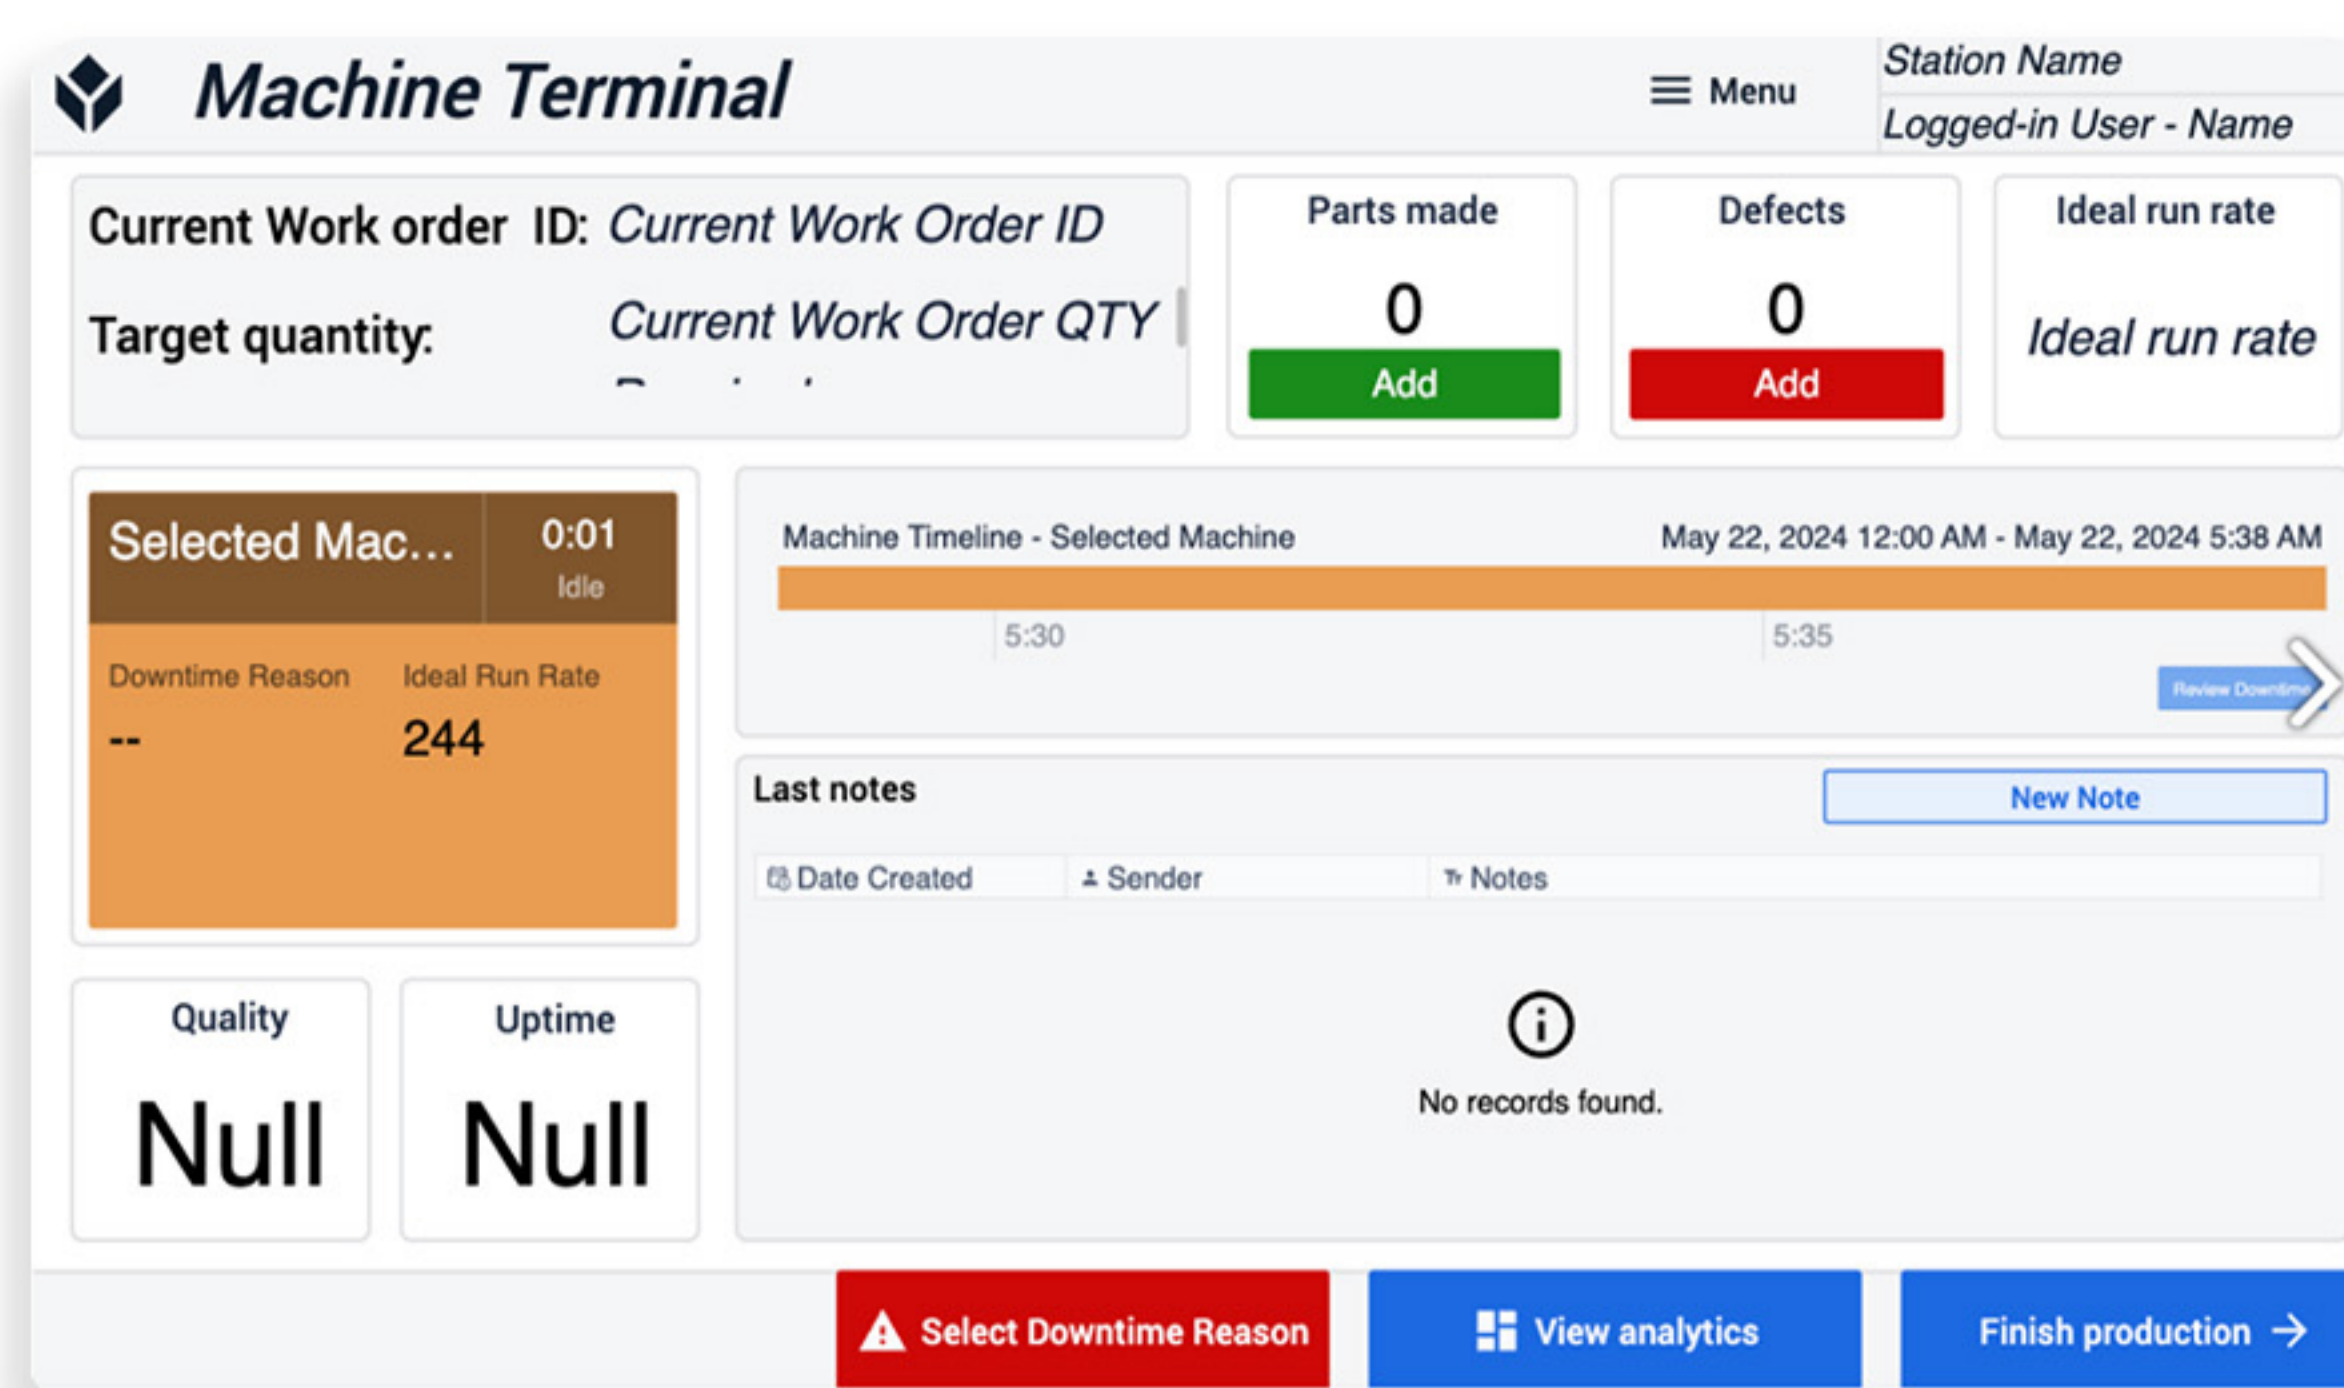 Machine Terminal
Menu
Station Name
Logged-in User - Name
Current Work order ID: Current Work Order ID
Target quantity: Current Work Order QTY
Parts made
0
Add
Defects
0
Add
Ideal run rate
Ideal run rate
Selected Mac...
0:01
Idle
Downtime Reason
--
Ideal Run Rate
244
Machine Timeline - Selected Machine
May 22, 2024 12:00 AM - May 22, 2024 5:38 AM
5:30
5:35
Review Downtime
Last notes
New Note
Date Created
Sender
Notes
No records found.
Quality
Null
Uptime
Null
Select Downtime Reason
View analytics
Finish production